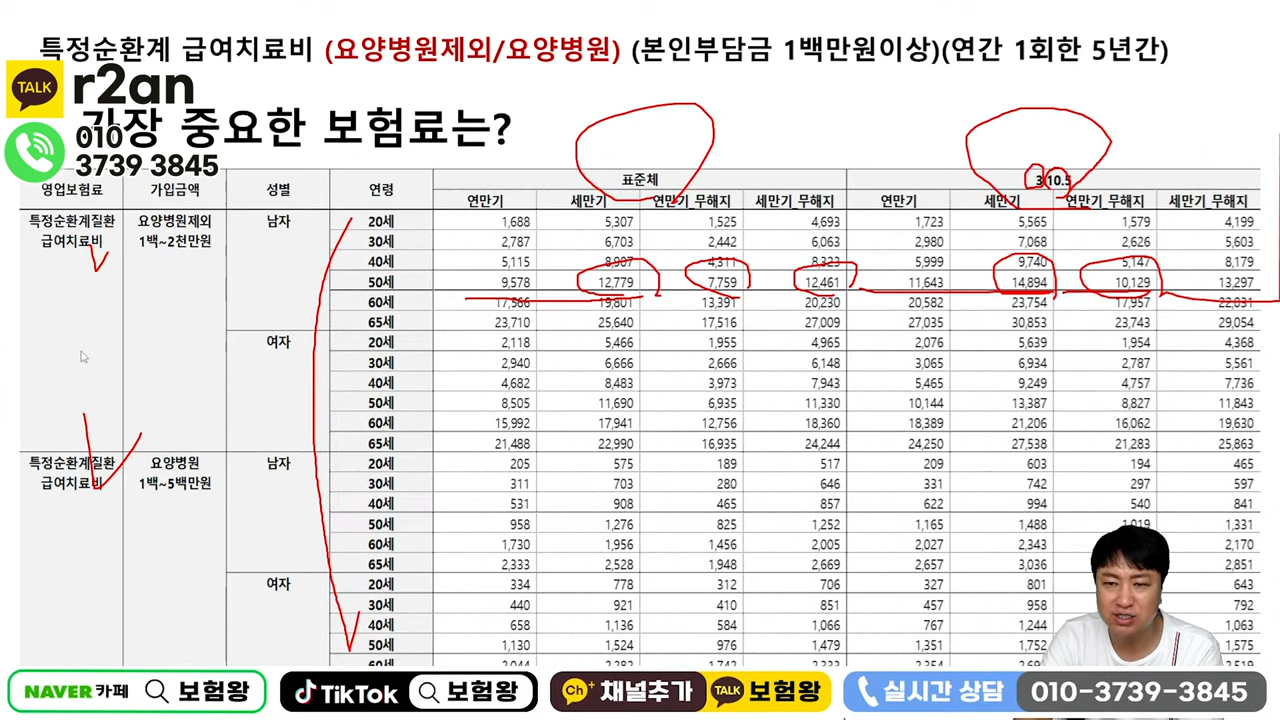 특정순환계 급여치료비 (요양병원제외/요양병원) (본인부담금 1백만원이상)(연간 1회한 5년간)
TALK r2an
장 중요한 보험료는?
010
3739 3845
영업보험료 가입금액 성별 연령 표준체 3.10.5
연만기 세만기 연만기_무해지 세만기_무해지 연만기 세만기 연만기_무해지 세만기_무해지
특정순환계질환 요양병원제외 남자 20세 1,688 5,307 1,525 4,693 1,723 5,565 1,579 4,199
급여치료비 1백~2천만원 30세 2,787 6,703 2,442 6,063 2,980 7,068 2,626 5,603
40세 5,115 8,907 4,311 8,323 5,999 9,740 5,147 8,179
50세 9,578 12,779 7,759 12,461 11,643 14,894 10,129 13,297
60세 17,566 19,801 13,391 20,230 20,582 23,754 17,957 22,031
65세 23,710 25,640 17,516 27,009 27,035 30,853 23,743 29,054
여자 20세 2,118 5,466 1,955 4,965 2,076 5,639 1,954 4,368
30세 2,940 6,666 2,666 6,148 3,065 6,934 2,787 5,561
40세 4,682 8,483 3,973 7,943 5,465 9,249 4,757 7,736
50세 8,505 11,690 6,935 11,330 10,144 13,387 8,827 11,843
60세 15,992 17,941 12,756 18,360 18,389 21,206 16,062 19,630
65세 21,488 22,990 16,935 24,244 24,250 27,538 21,283 25,863
특정순환계질환 요양병원 남자 20세 205 575 189 517 209 603 194 465
급여치료비 1백~5백만원 30세 311 703 280 646 331 742 297 597
40세 531 908 465 857 622 994 540 841
50세 958 1,276 825 1,252 1,165 1,488 1,019 1,331
60세 1,730 1,956 1,456 2,005 2,027 2,343 2,170
65세 2,333 2,528 1,948 2,669 2,657 3,036 2,851
여자 20세 334 778 312 706 327 801 643
30세 440 921 410 851 457 958 792
40세 658 1,136 584 1,066 767 1,244 1,063
50세 1,130 1,524 976 1,479 1,351 1,752 1,575
NAVER 카페 보험왕 TikTok 보험왕 Ch+ 채널추가 TALK 보험왕 실시간 상담 010-3739-3845